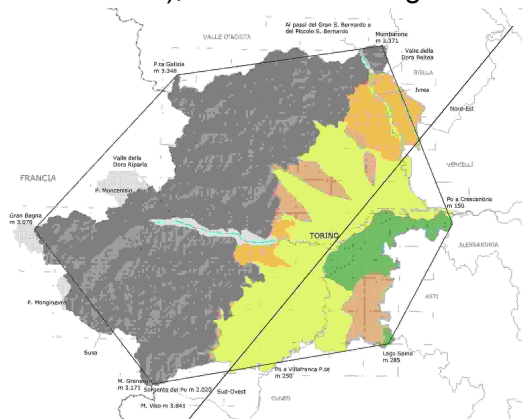 Ai passi del Gran S. Bernardo e
del Piccolo S. Bernardo
Mombarone
m 2.371
VALLE D'AOSTA
P.ta Galisia
m 3.348
Valle della
Dora Baltea
BIELLA
Ivrea
Nord-Est
Valle della
Dora Riparia
VERCELLI
FRANCIA
P. Moncenisio
Po a Crescentino
m 150
Gran Bagna
m 3.070
TORINO
ALESSANDRIA
ASTI
P. Monginevro
Susa
Lago Spina
m 285
M. Granero
m 3.171
Sorgente del Po m 2.020
Po a Villafranca P.te
m 250
Sud-Ovest
M. Viso m 3.841
CUNEO